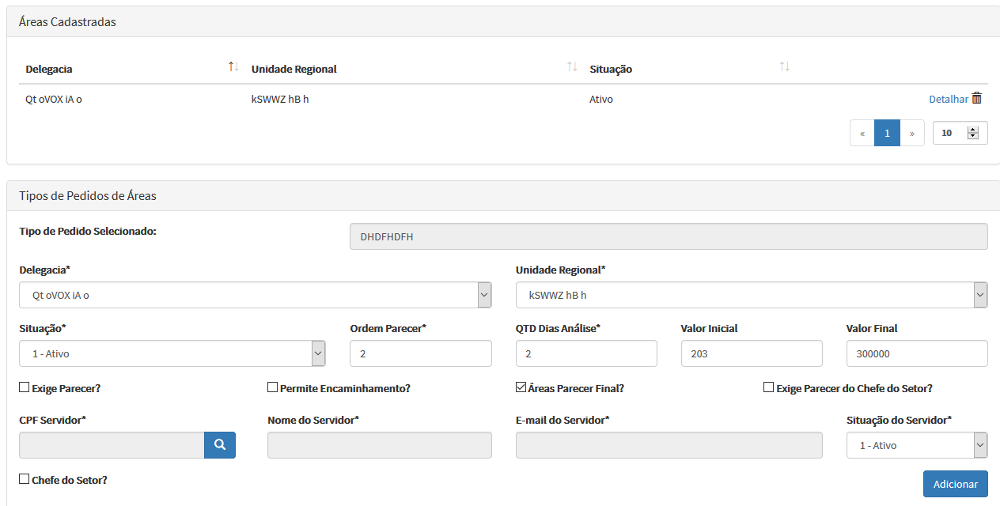 Áreas Cadastradas
Delegacia Unidade Regional Situação
Qt oVOX iA o kSWWZ hB h Ativo Detalhar
« 1 » 10
Tipos de Pedidos de Áreas
Tipo de Pedido Selecionado: DHDFHDFH
Delegacia* Unidade Regional*
Qt oVOX iA o kSWWZ hB h
Situação* Ordem Parecer* QTD Dias Análise* Valor Inicial Valor Final
1 - Ativo 2 2 203 300000
Exige Parecer? Permite Encaminhamento? Áreas Parecer Final? Exige Parecer do Chefe do Setor?
CPF Servidor* Nome do Servidor* E-mail do Servidor* Situação do Servidor*
1 - Ativo
Chefe do Setor? Adicionar